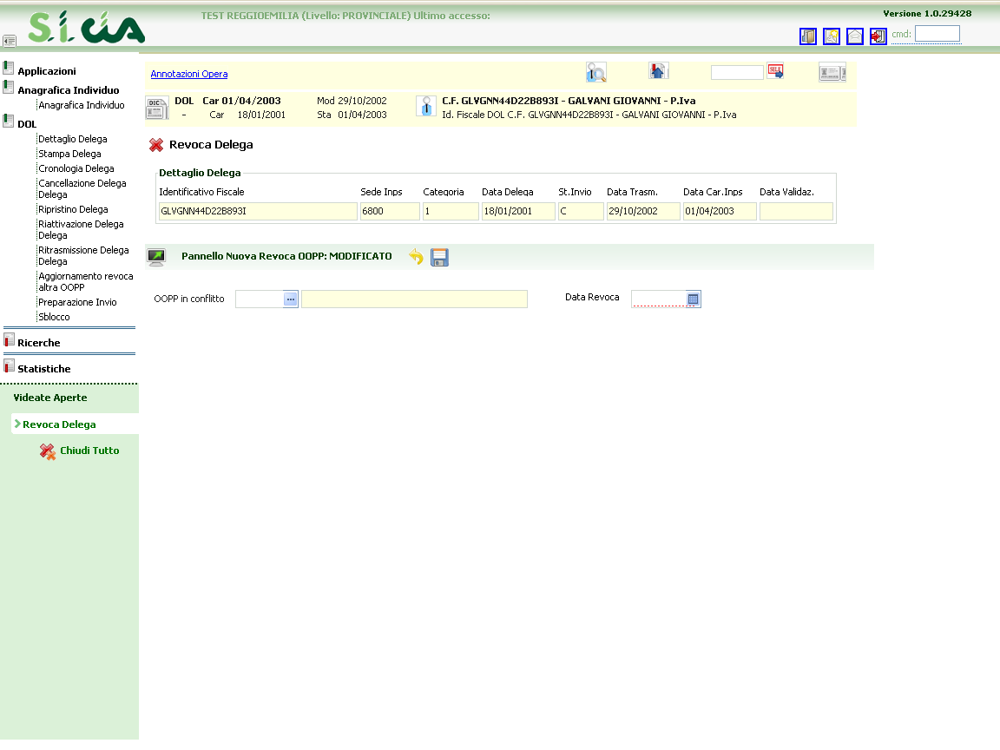 S.I. CIA
TEST REGGIOEMILIA (Livello: PROVINCIALE) Ultimo accesso:
Versione 1.0.29428
cmd:
Applicazioni
Anagrafica Individuo
Anagrafica Individuo
DOL
Dettaglio Delega
Stampa Delega
Cronologia Delega
Cancellazione Delega
Delega
Ripristino Delega
Riattivazione Delega
Delega
Ritrasmissione Delega
Delega
Aggiornamento revoca
altra OOPP
Preparazione Invio
Sblocco
Ricerche
Statistiche
Videate Aperte
Revoca Delega
Chiudi Tutto
Annotazioni Opera
SELE
DIC
DOL Car 01/04/2003 Mod 29/10/2002 C.F. GLVGNN44D22B893I - GALVANI GIOVANNI - P.Iva
- Car 18/01/2001 Sta 01/04/2003 Id. Fiscale DOL C.F. GLVGNN44D22B893I - GALVANI GIOVANNI - P.Iva
Revoca Delega
Dettaglio Delega
Identificativo Fiscale Sede Inps Categoria Data Delega St.Invio Data Trasm. Data Car.Inps Data Validaz.
GLVGNN44D22B893I 6800 1 18/01/2001 C 29/10/2002 01/04/2003
Pannello Nuova Revoca OOPP: MODIFICATO
OOPP in conflitto ... Data Revoca